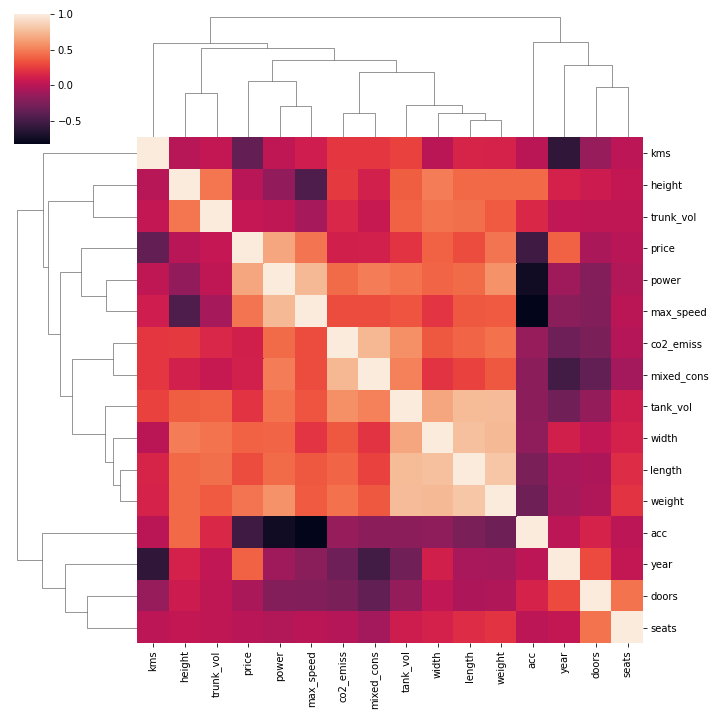 1.0
0.5
0.0
−0.5
kms
height
trunk_vol
price
power
max_speed
co2_emiss
mixed_cons
tank_vol
width
length
weight
acc
year
doors
seats
kms
height
trunk_vol
price
power
max_speed
co2_emiss
mixed_cons
tank_vol
width
length
weight
acc
year
doors
seats